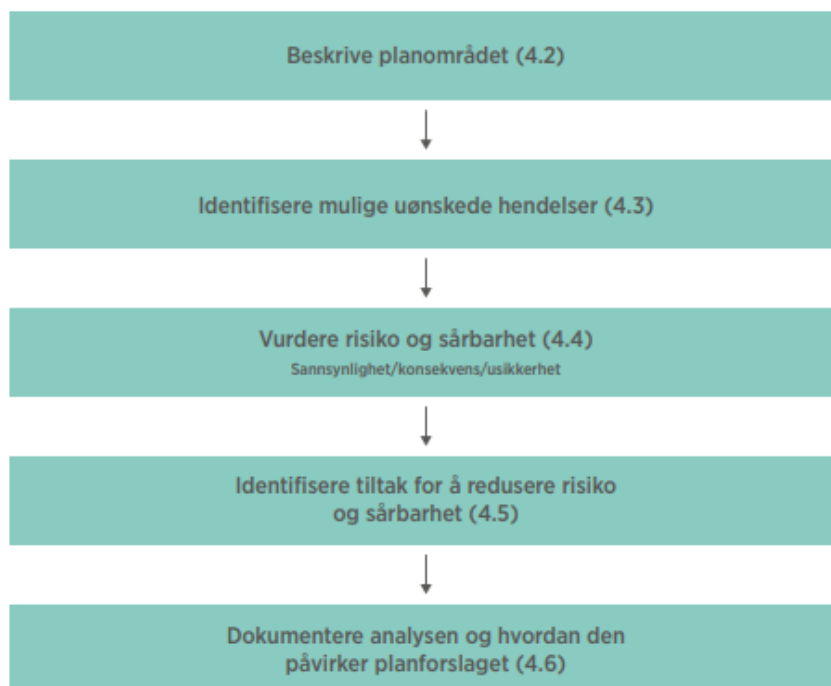 Beskrive planområdet (4.2)
Identifisere mulige uønskede hendelser (4.3)
Vurdere risiko og sårbarhet (4.4)
Sannsynlighet/konsekvens/usikkerhet
Identifisere tiltak for å redusere risiko
og sårbarhet (4.5)
Dokumentere analysen og hvordan den
påvirker planforslaget (4.6)